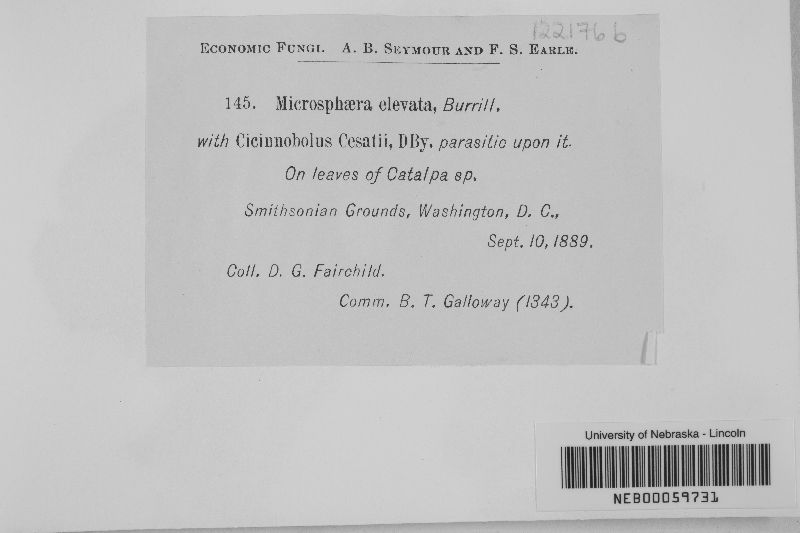 122176 b
Economic Fungi. A. B. Seymour and F. S. Earle.
145. Microsphæra elevata, Burrill.
with Cicinnobolus Cesatii, DBy. parasitic upon it.
On leaves of Catalpa sp.
Smithsonian Grounds, Washington, D. C.,
Sept. 10, 1889.
Coll. D. G. Fairchild.
Comm. B. T. Galloway (1343).
University of Nebraska - Lincoln
NEB00059731